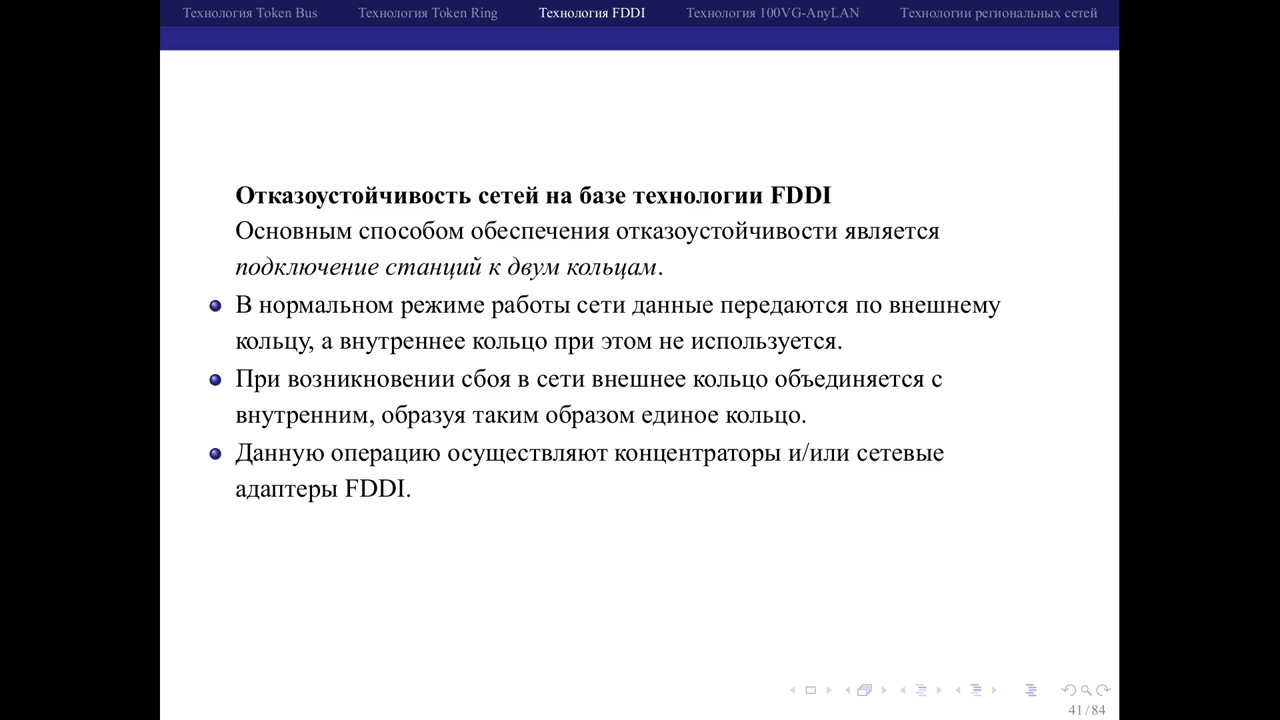 Технология Token Bus Технология Token Ring Технология FDDI Технология 100VG-AnyLAN Технологии региональных сетей
Отказоустойчивость сетей на базе технологии FDDI
Основным способом обеспечения отказоустойчивости является
подключение станций к двум кольцам.
В нормальном режиме работы сети данные передаются по внешнему
кольцу, а внутреннее кольцо при этом не используется.
При возникновении сбоя в сети внешнее кольцо объединяется с
внутренним, образуя таким образом единое кольцо.
Данную операцию осуществляют концентраторы и/или сетевые
адаптеры FDDI.
41 / 84